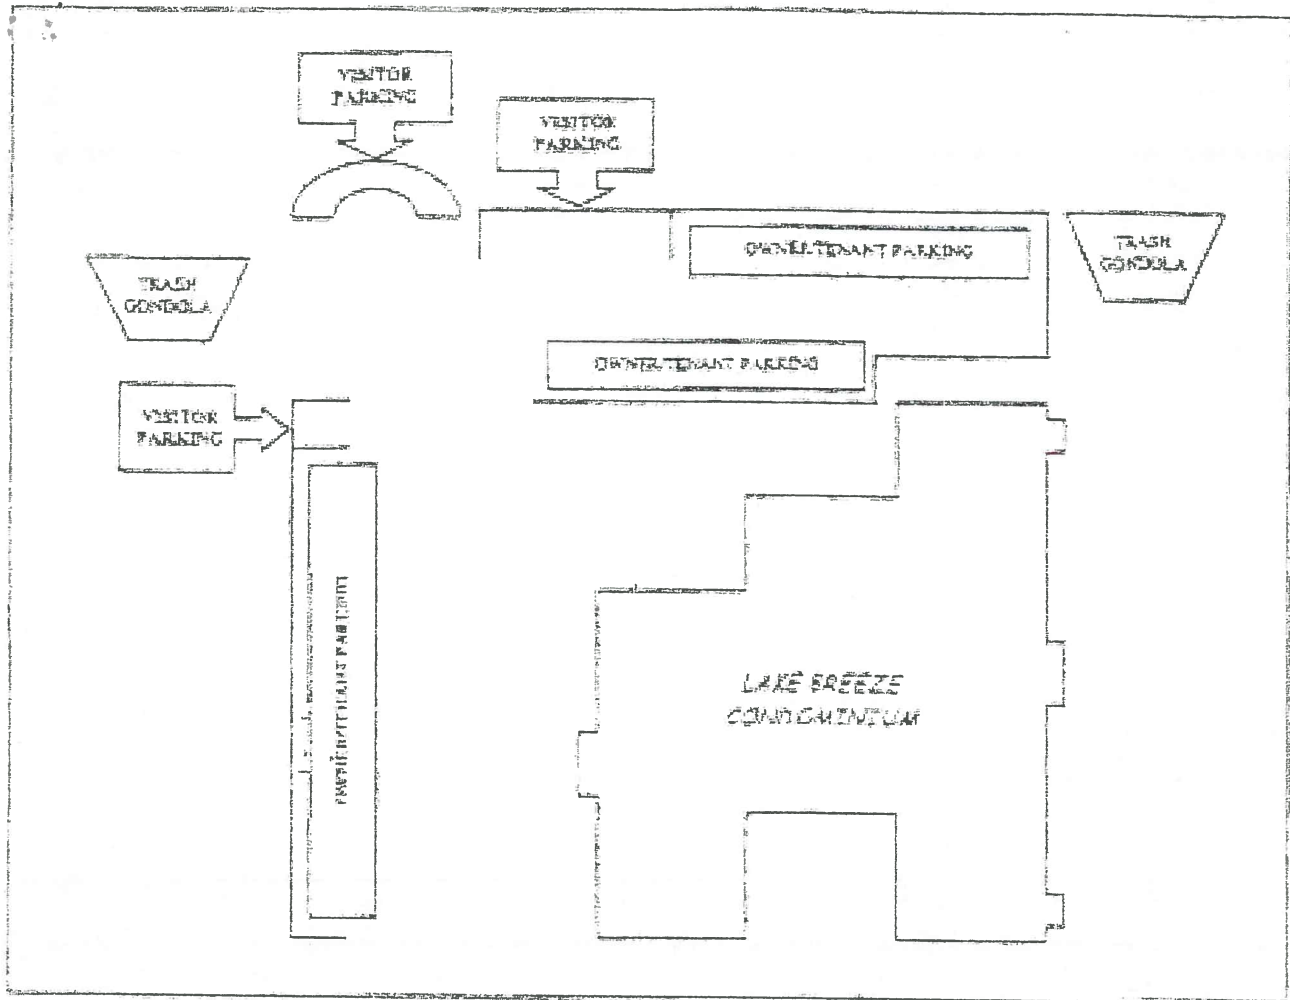 VISITOR
PARKING
VISITOR
PARKING
OWNER/TENANT PARKING
TRASH
GONDOLA
TRASH
GONDOLA
OWNER/TENANT PARKING
VISITOR
PARKING
OWNER/TENANT PARKING
LAKE BREEZE
CONDOMINIUM